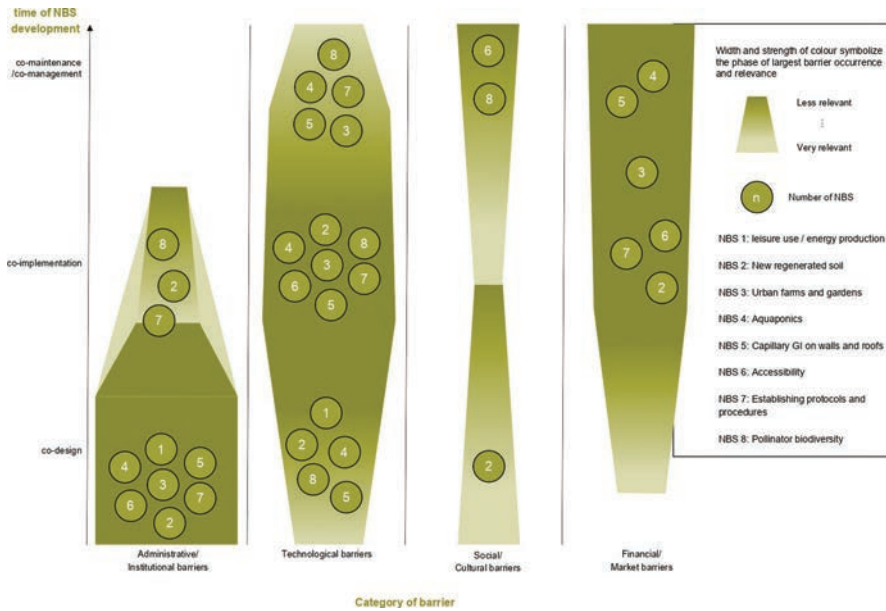 time of NBS
development
co-maintenance
/co-management
co-implementation
co-design
8
2
7
1
4
5
3
6
7
2
Administrative/
Institutional barriers
8
4
7
5
3
2
4
8
3
6
7
5
1
2
4
8
5
Technological barriers
6
8
2
Social/
Cultural barriers
4
5
3
6
7
2
Financial/
Market barriers
Category of barrier
Width and strength of colour symbolize
the phase of largest barrier occurrence
and relevance
Less relevant
⋮
Very relevant
n
Number of NBS
NBS 1: leisure use / energy production
NBS 2: New regenerated soil
NBS 3: Urban farms and gardens
NBS 4: Aquaponics
NBS 5: Capillary GI on walls and roofs
NBS 6: Accessibility
NBS 7: Establishing protocols and
procedures
NBS 8: Pollinator biodiversity